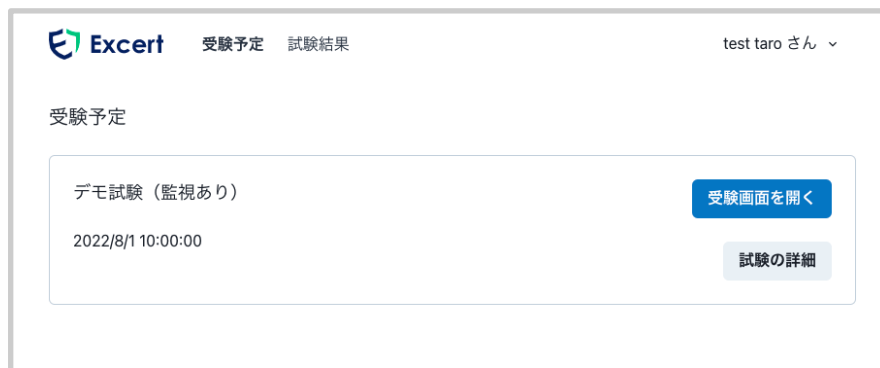 Excert 受験予定 試験結果 test taro さん
受験予定
デモ試験（監視あり）
受験画面を開く
2022/8/1 10:00:00
試験の詳細